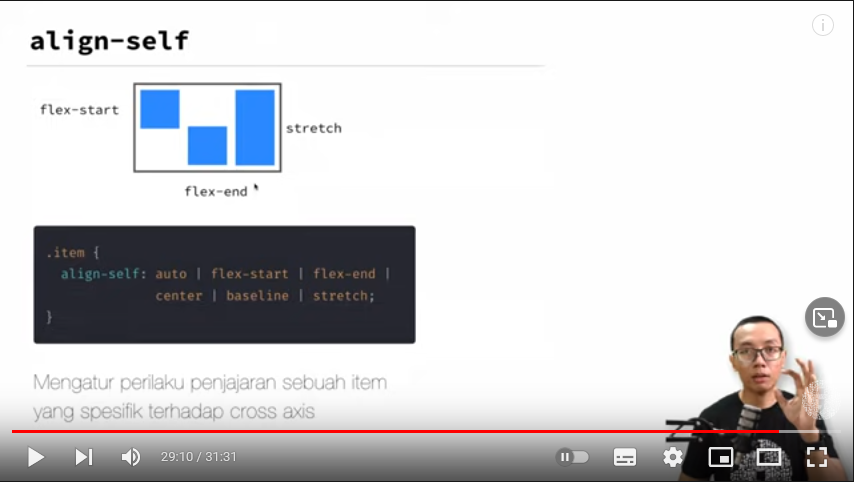 align-self
flex-start
stretch
flex-end
.item {
align-self: auto | flex-start | flex-end |
center | baseline | stretch;
}
Mengatur perilaku penjajaran sebuah item
yang spesifik terhadap cross axis
29:10 / 31:31